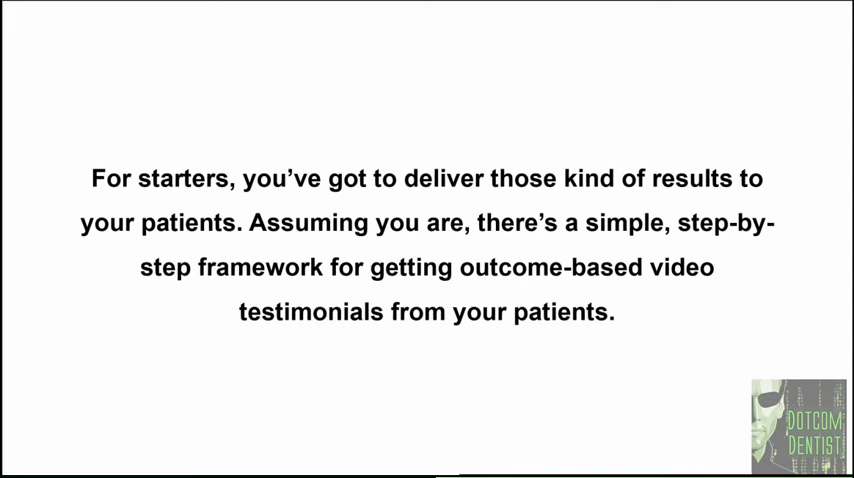 For starters, you’ve got to deliver those kind of results to
your patients. Assuming you are, there’s a simple, step-by-
step framework for getting outcome-based video
testimonials from your patients.
DOTCOM
DENTIST